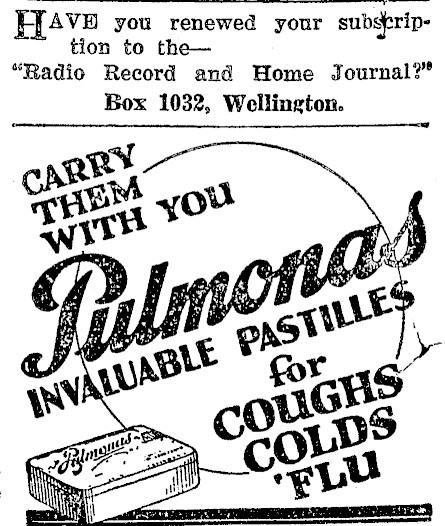 HAVE you renewed your subscrip-
tion to the—
"Radio Record and Home Journal?"
Box 1032, Wellington.
CARRY
THEM
WITH YOU
Pulmonas
INVALUABLE PASTILLES
for
COUGHS
COLDS
'FLU
Pulmonas